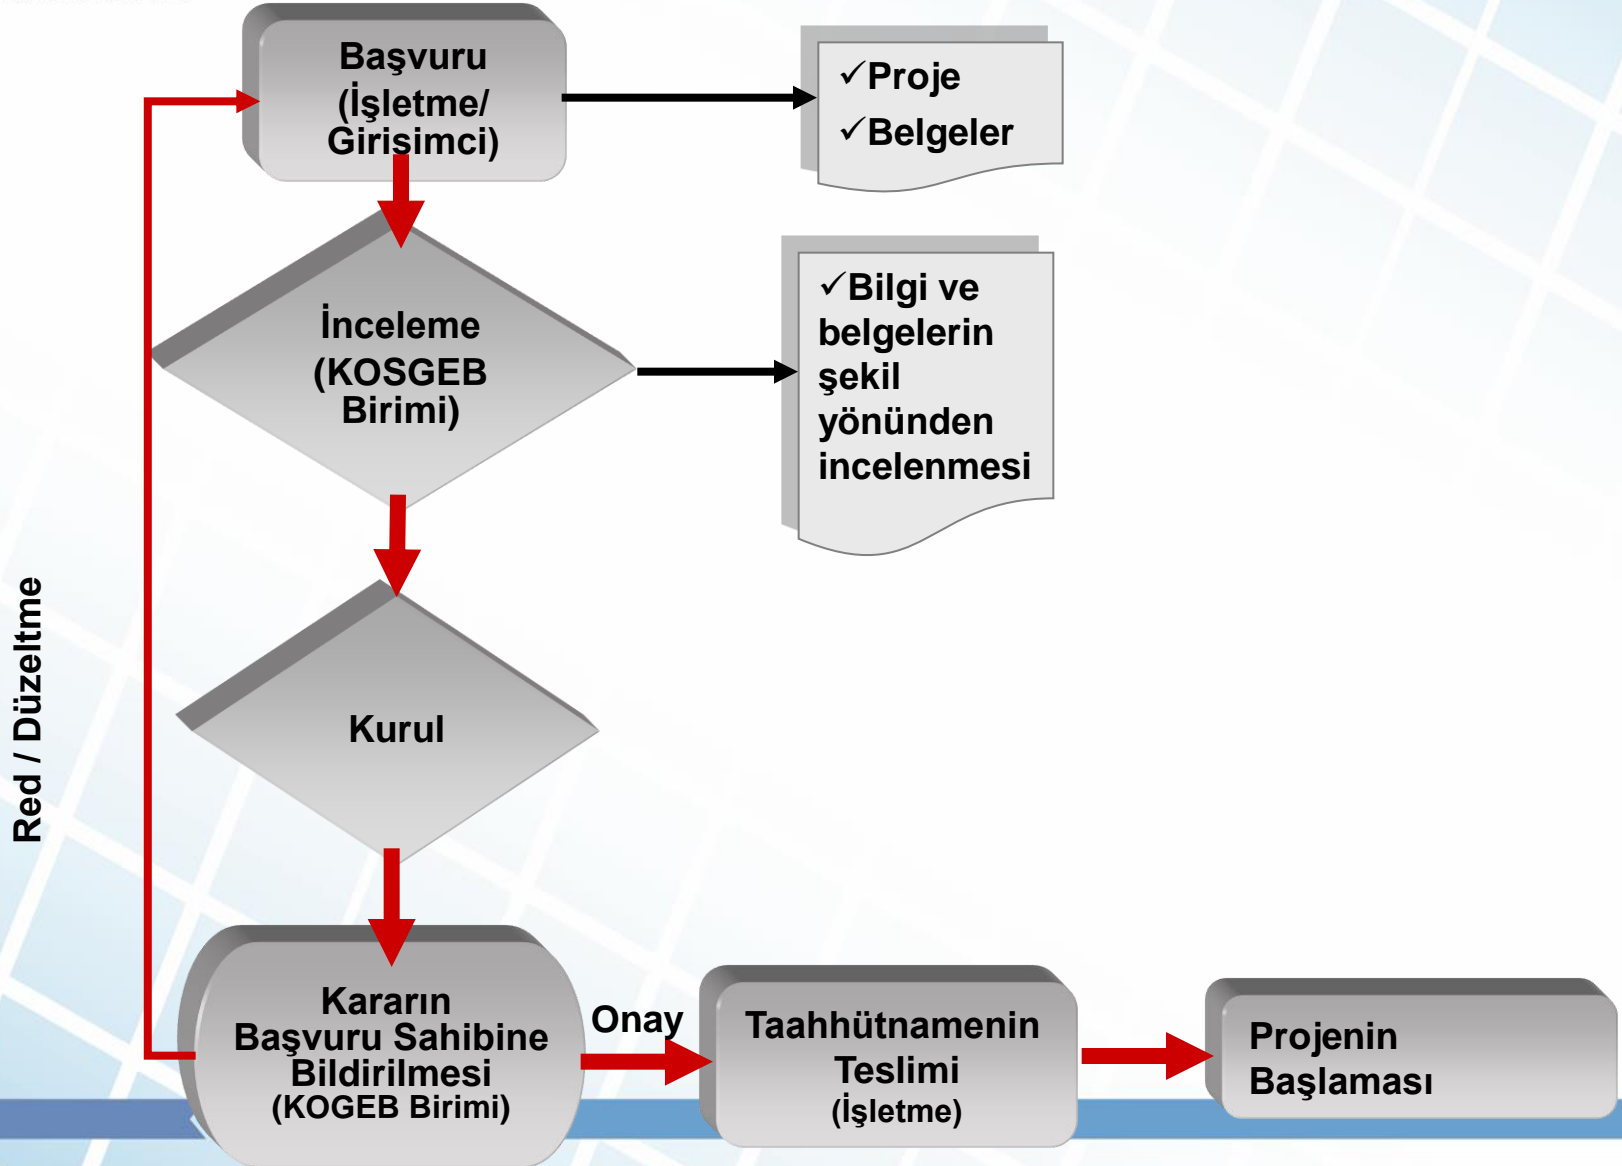 Başvuru
(İşletme/
Girişimci)
✓Proje
✓Belgeler
İnceleme
(KOSGEB
Birimi)
✓Bilgi ve
belgelerin
şekil
yönünden
incelenmesi
Red / Düzeltme
Kurul
Kararın
Başvuru Sahibine
Bildirilmesi
(KOGEB Birimi)
Onay
Taahhütnamenin
Teslimi
(İşletme)
Projenin
Başlaması